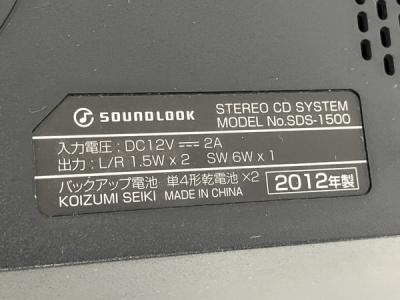 SOUNDLOOK
STEREO CD SYSTEM
MODEL No.SDS-1500
入力電圧：DC12V ⎓ 2A
出力：L/R 1.5W × 2 SW 6W × 1
バックアップ電池 単4形乾電池 ×2
KOIZUMI SEIKI MADE IN CHINA
2012年製